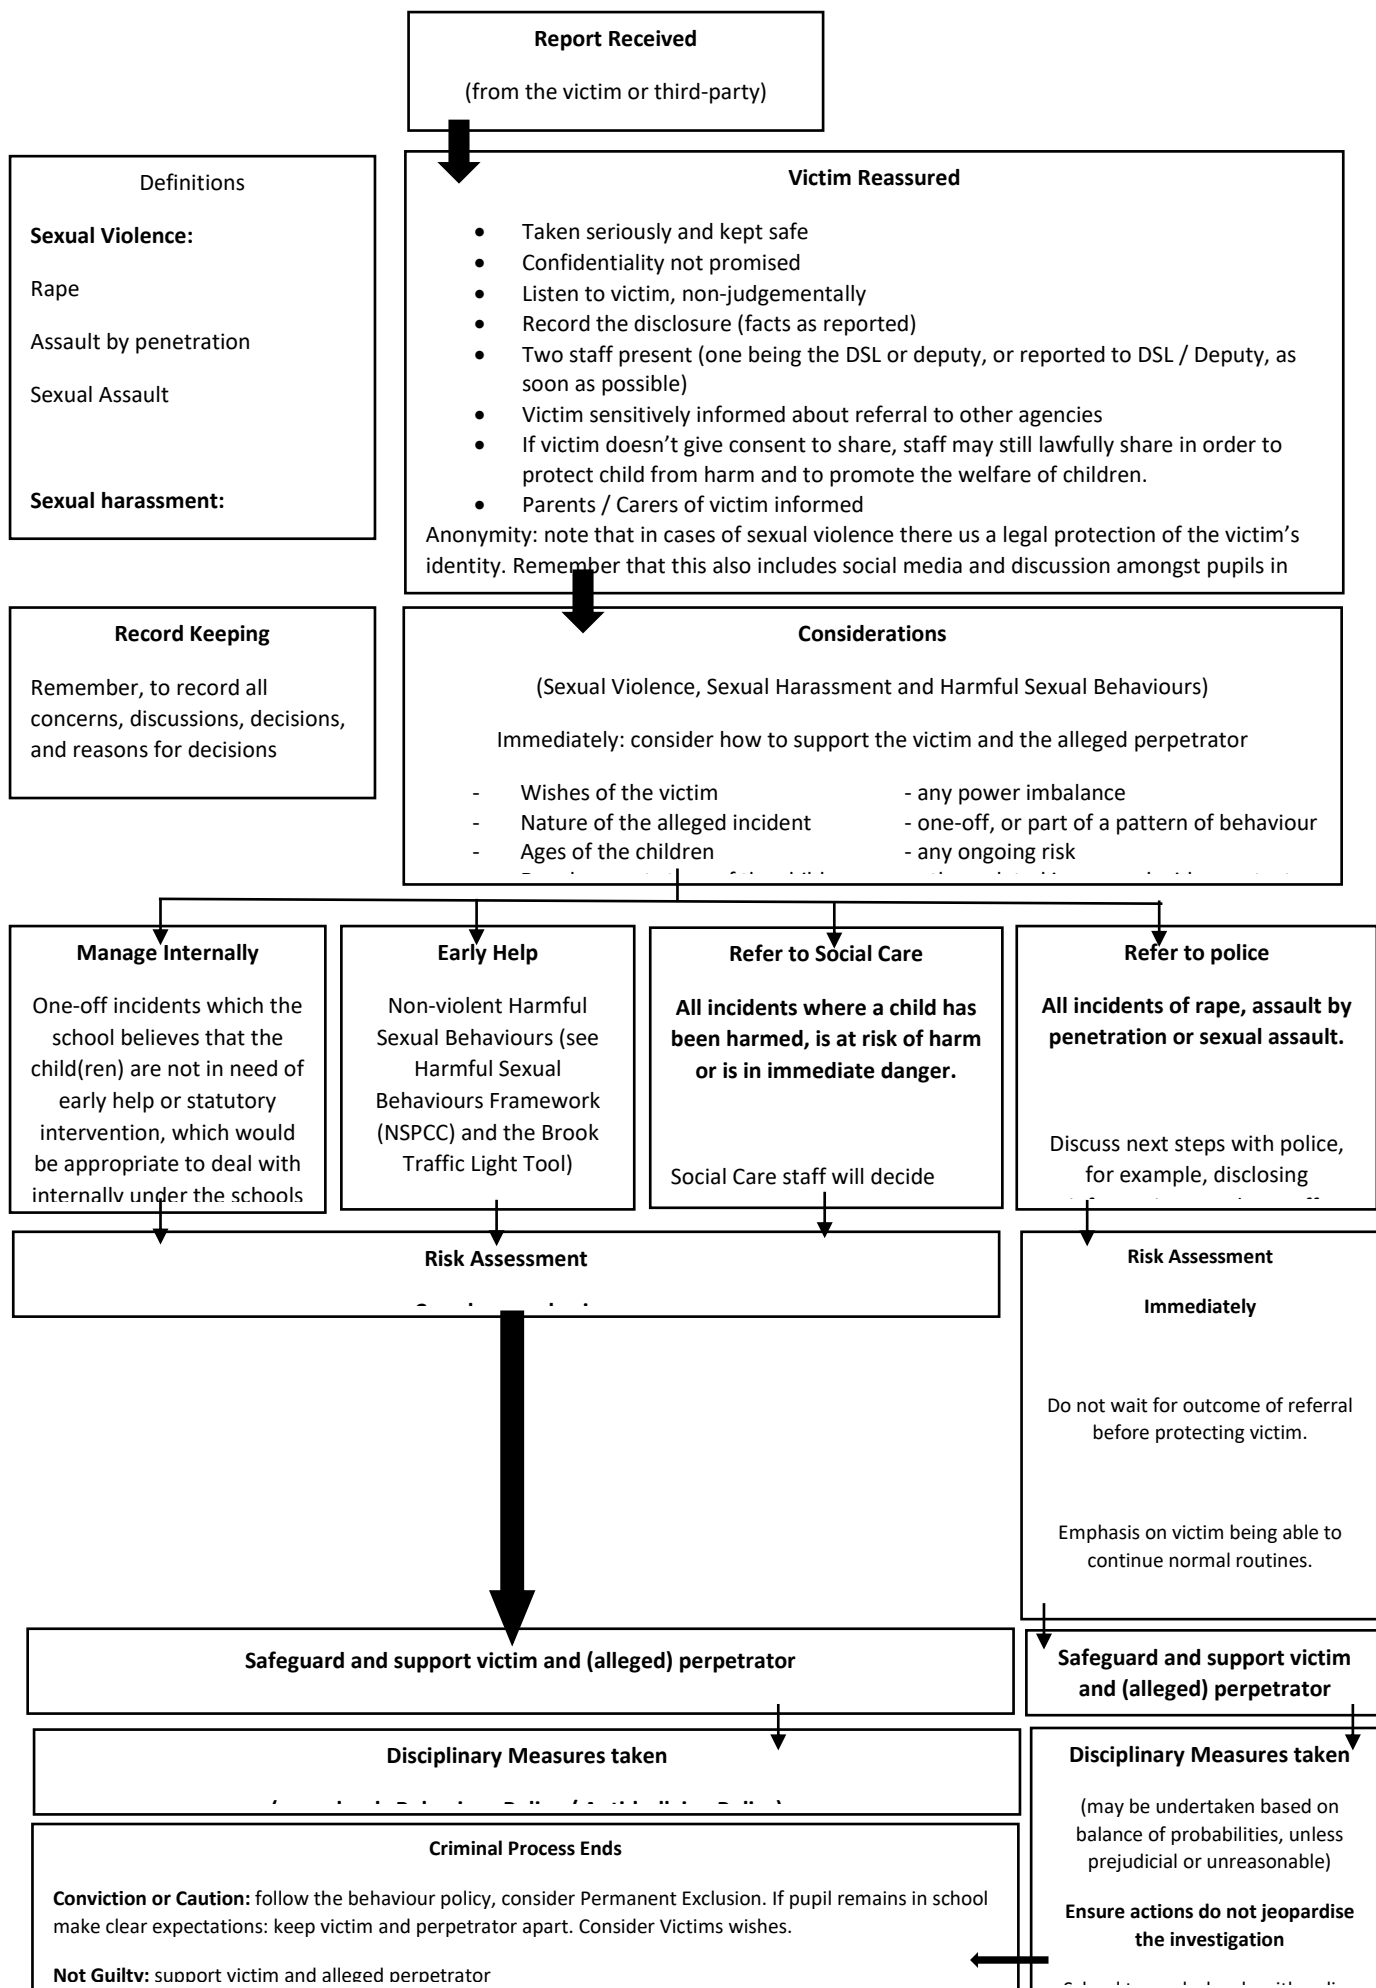 Report Received
(from the victim or third-party)
Definitions
Sexual Violence:
Rape
Assault by penetration
Sexual Assault
Sexual harassment:
Victim Reassured
• Taken seriously and kept safe
• Confidentiality not promised
• Listen to victim, non-judgementally
• Record the disclosure (facts as reported)
• Two staff present (one being the DSL or deputy, or reported to DSL / Deputy, as
soon as possible)
• Victim sensitively informed about referral to other agencies
• If victim doesn't give consent to share, staff may still lawfully share in order to
protect child from harm and to promote the welfare of children.
• Parents / Carers of victim informed
Anonymity: note that in cases of sexual violence there us a legal protection of the victim's
identity. Remember that this also includes social media and discussion amongst pupils in
Record Keeping
Remember, to record all
concerns, discussions, decisions,
and reasons for decisions
Considerations
(Sexual Violence, Sexual Harassment and Harmful Sexual Behaviours)
Immediately: consider how to support the victim and the alleged perpetrator
- Wishes of the victim - any power imbalance
- Nature of the alleged incident - one-off, or part of a pattern of behaviour
- Ages of the children - any ongoing risk
Manage Internally
One-off incidents which the
school believes that the
child(ren) are not in need of
early help or statutory
intervention, which would
be appropriate to deal with
internally under the schools
Early Help
Non-violent Harmful
Sexual Behaviours (see
Harmful Sexual
Behaviours Framework
(NSPCC) and the Brook
Traffic Light Tool)
Refer to Social Care
All incidents where a child has
been harmed, is at risk of harm
or is in immediate danger.
Social Care staff will decide
Refer to police
All incidents of rape, assault by
penetration or sexual assault.
Discuss next steps with police,
for example, disclosing
Risk Assessment
Risk Assessment
Immediately
Do not wait for outcome of referral
before protecting victim.
Emphasis on victim being able to
continue normal routines.
Safeguard and support victim and (alleged) perpetrator
Safeguard and support victim
and (alleged) perpetrator
Disciplinary Measures taken
Disciplinary Measures taken
(may be undertaken based on
balance of probabilities, unless
prejudicial or unreasonable)
Ensure actions do not jeopardise
the investigation
Criminal Process Ends
Conviction or Caution: follow the behaviour policy, consider Permanent Exclusion. If pupil remains in school
make clear expectations: keep victim and perpetrator apart. Consider Victims wishes.
Not Guilty: support victim and alleged perpetrator